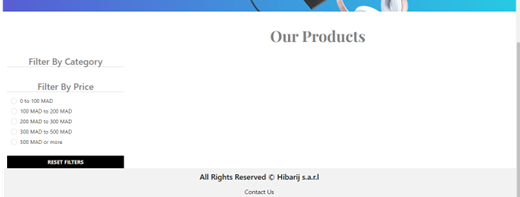 Our Products
Filter By Category
Filter By Price
0 to 100 MAD
100 MAD to 200 MAD
200 MAD to 300 MAD
300 MAD to 500 MAD
500 MAD or more
RESET FILTERS
All Rights Reserved © Hibarij s.a.r.l
Contact Us